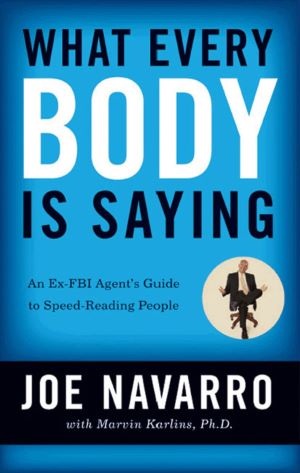 WHAT EVERY
BODY
IS SAYING
An Ex-FBI Agent's Guide
to Speed-Reading People
JOE NAVARRO
with Marvin Karlins, Ph.D.